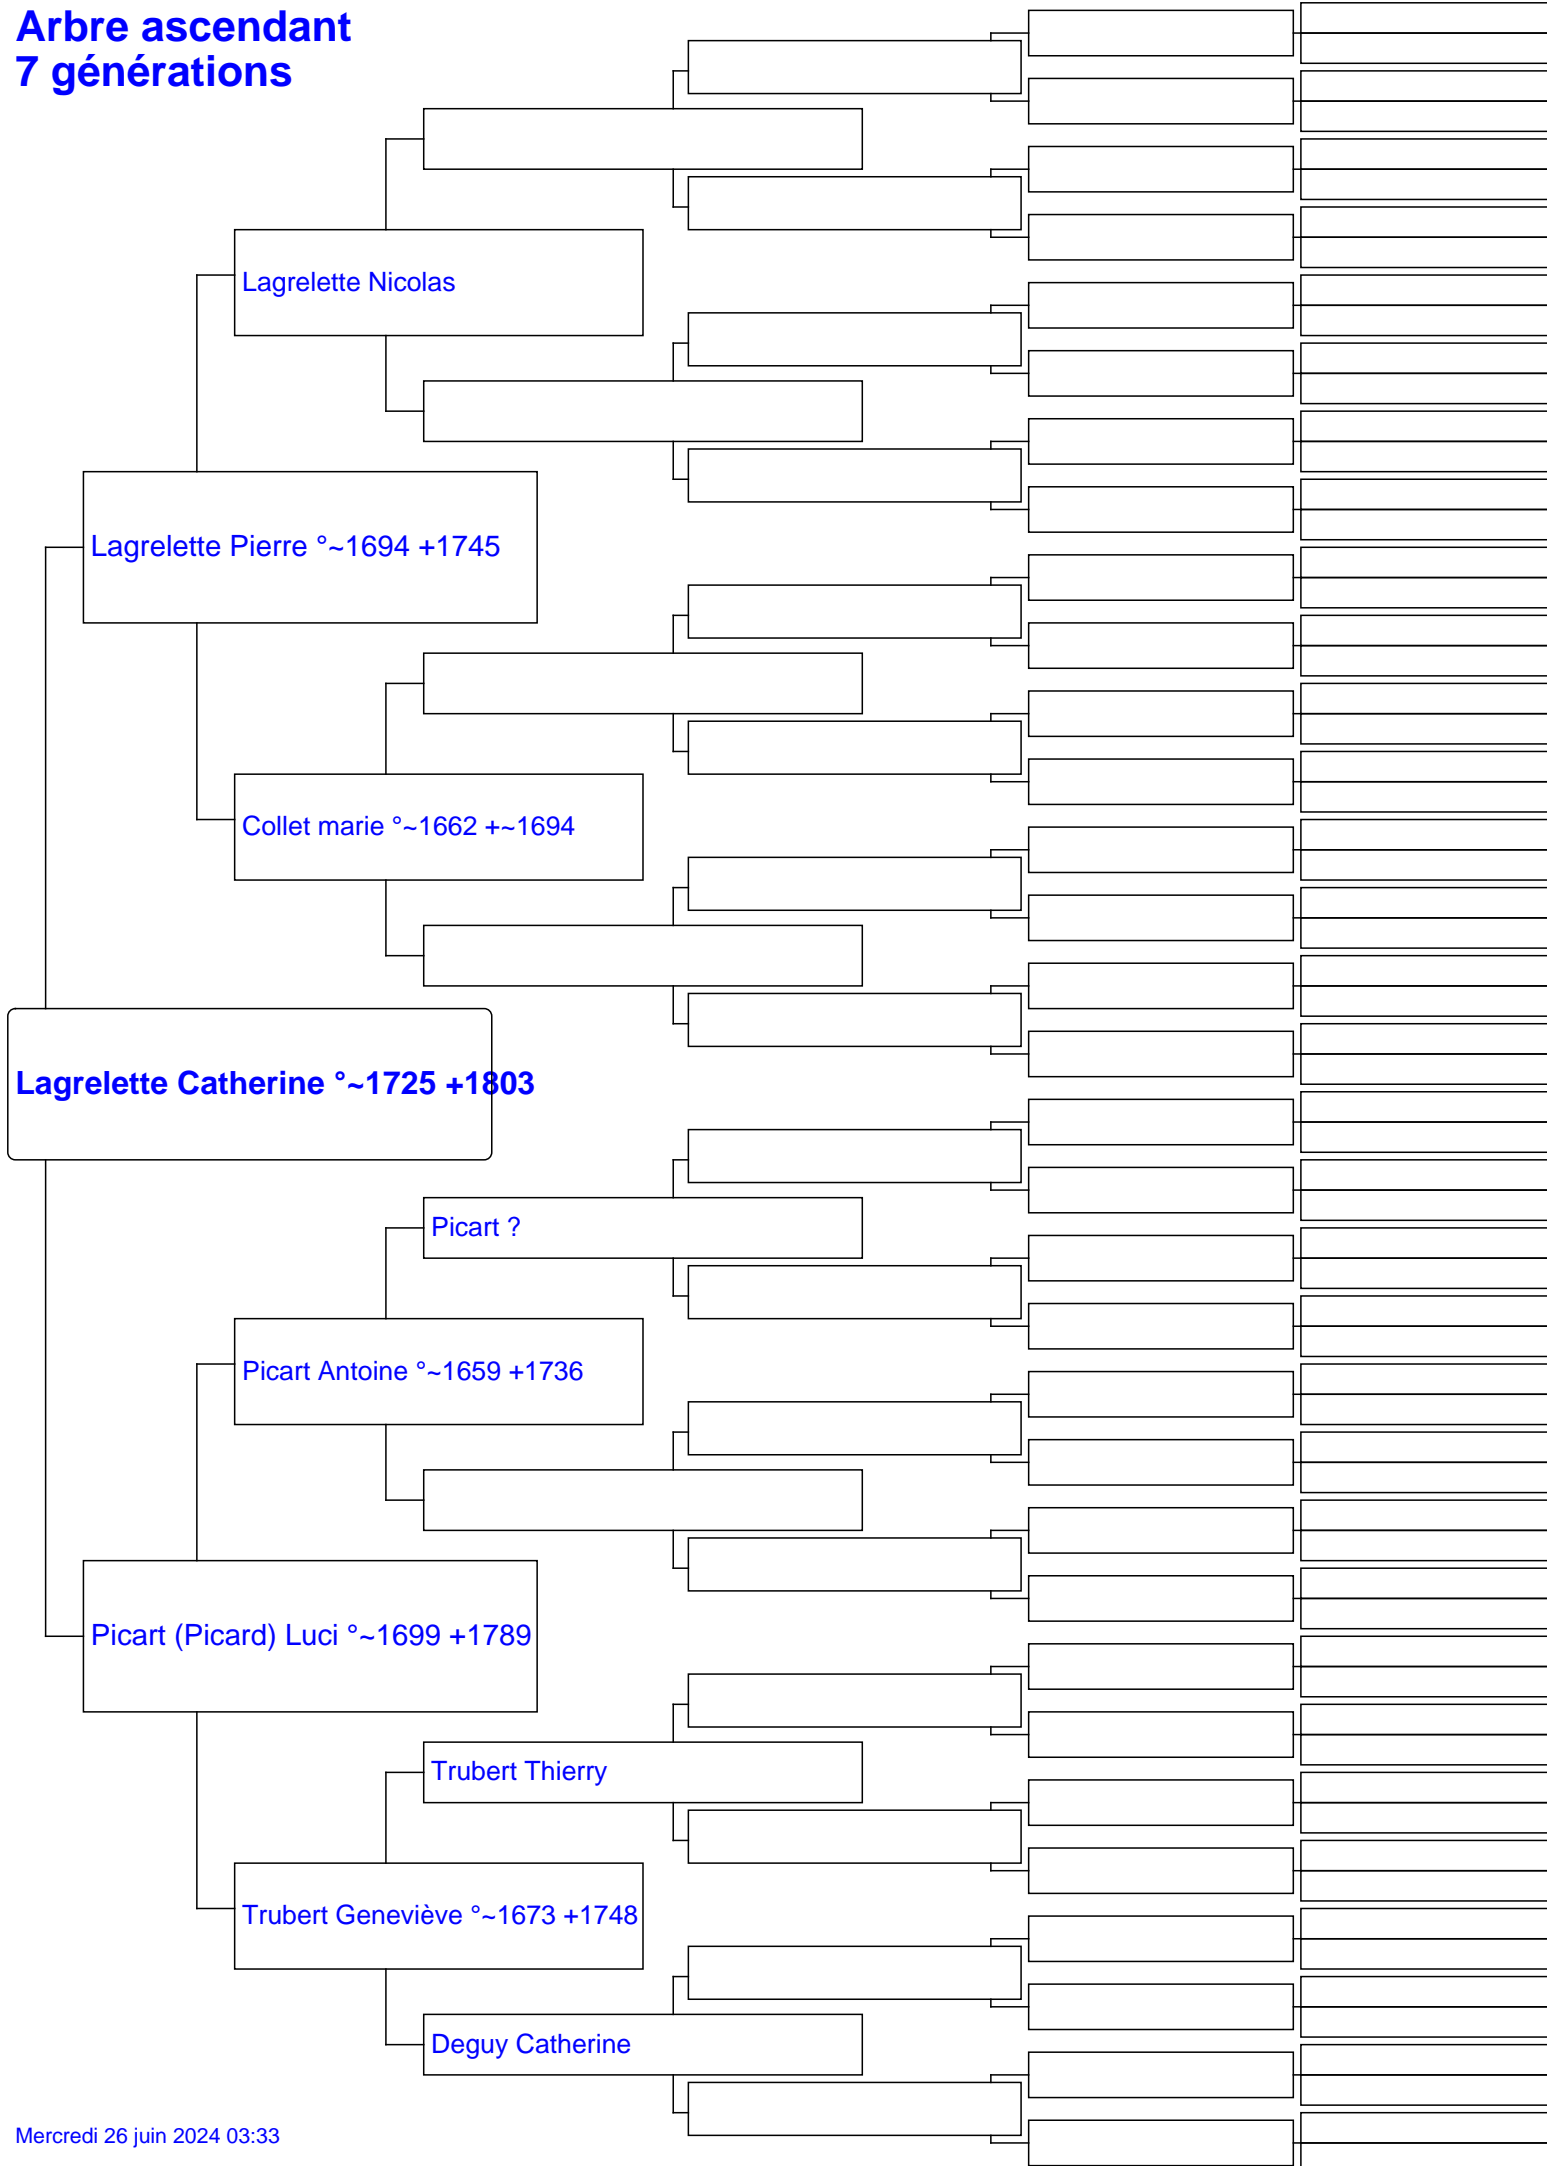 Arbre ascendant
7 générations
Lagrelette Nicolas
Lagrelette Pierre °~1694 +1745
Collet marie °~1662 +~1694
Lagrelette Catherine °~1725 +1803
Picart ?
Picart Antoine °~1659 +1736
Picart (Picard) Luci °~1699 +1789
Trubert Thierry
Trubert Geneviève °~1673 +1748
Deguy Catherine
Mercredi 26 juin 2024 03:33